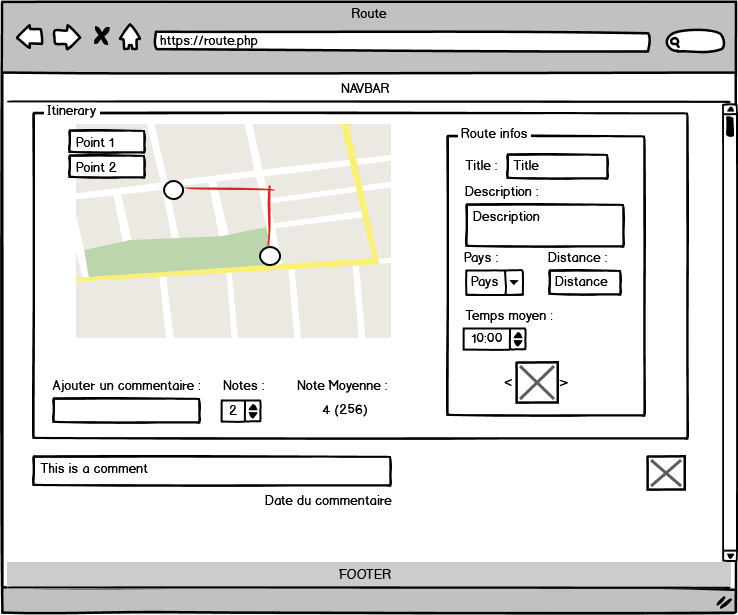 Route
https://route.php
NAVBAR
Itinerary
Point 1
Point 2
Route infos
Title :
Title
Description :
Description
Pays :
Distance :
Pays
Distance
Temps moyen :
10:00
< >
Ajouter un commentaire :
Notes :
Note Moyenne :
2
4 (256)
This is a comment
Date du commentaire
FOOTER